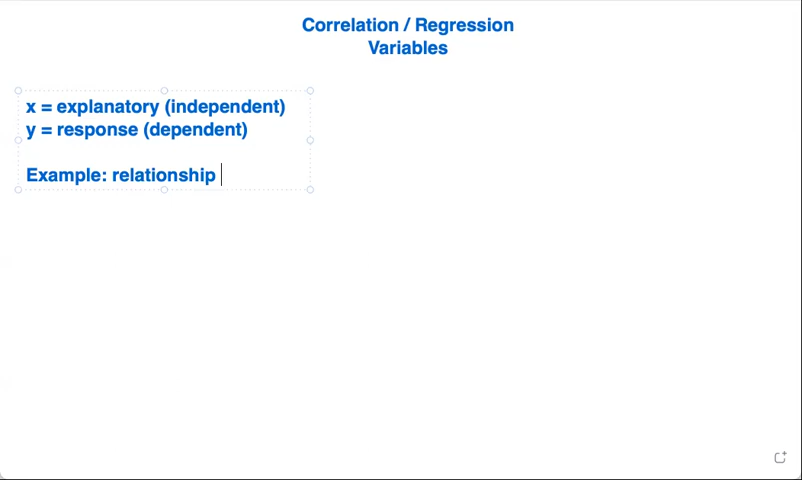 Correlation / Regression
Variables
x = explanatory (independent)
y = response (dependent)
Example: relationship